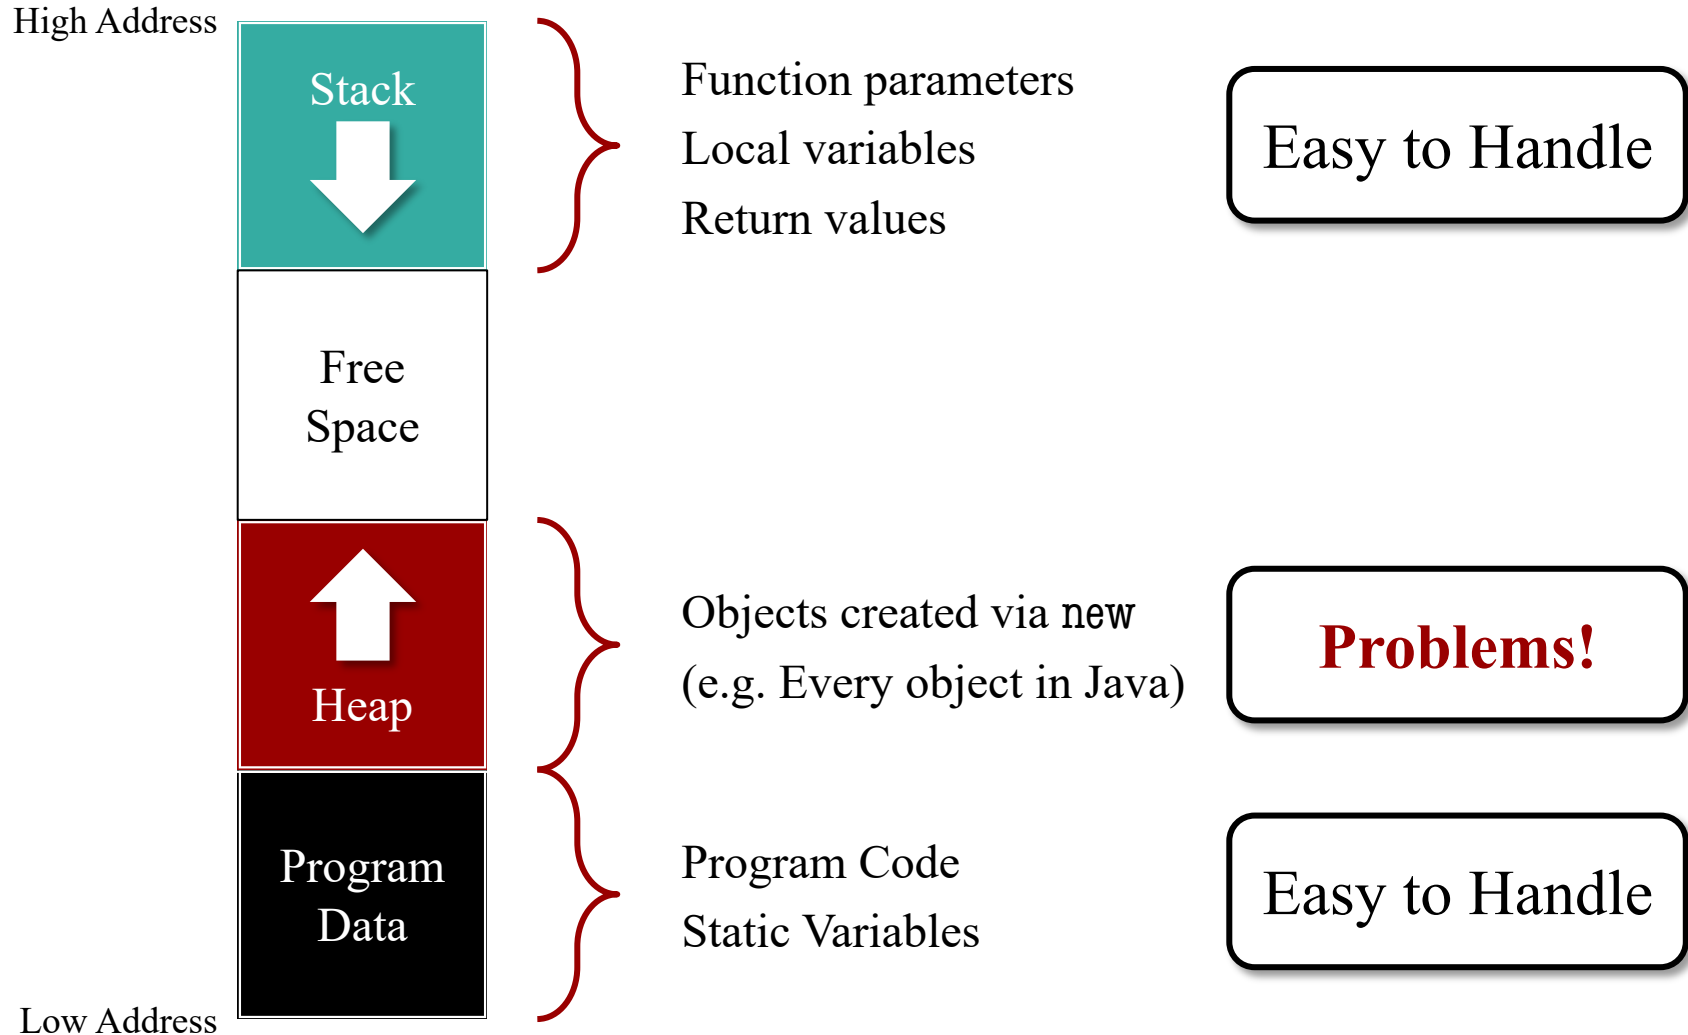 High Address
Stack
Function parameters
Local variables
Return values
Easy to Handle
Free
Space
Heap
Objects created via new
(e.g. Every object in Java)
Problems!
Program
Data
Program Code
Static Variables
Easy to Handle
Low Address